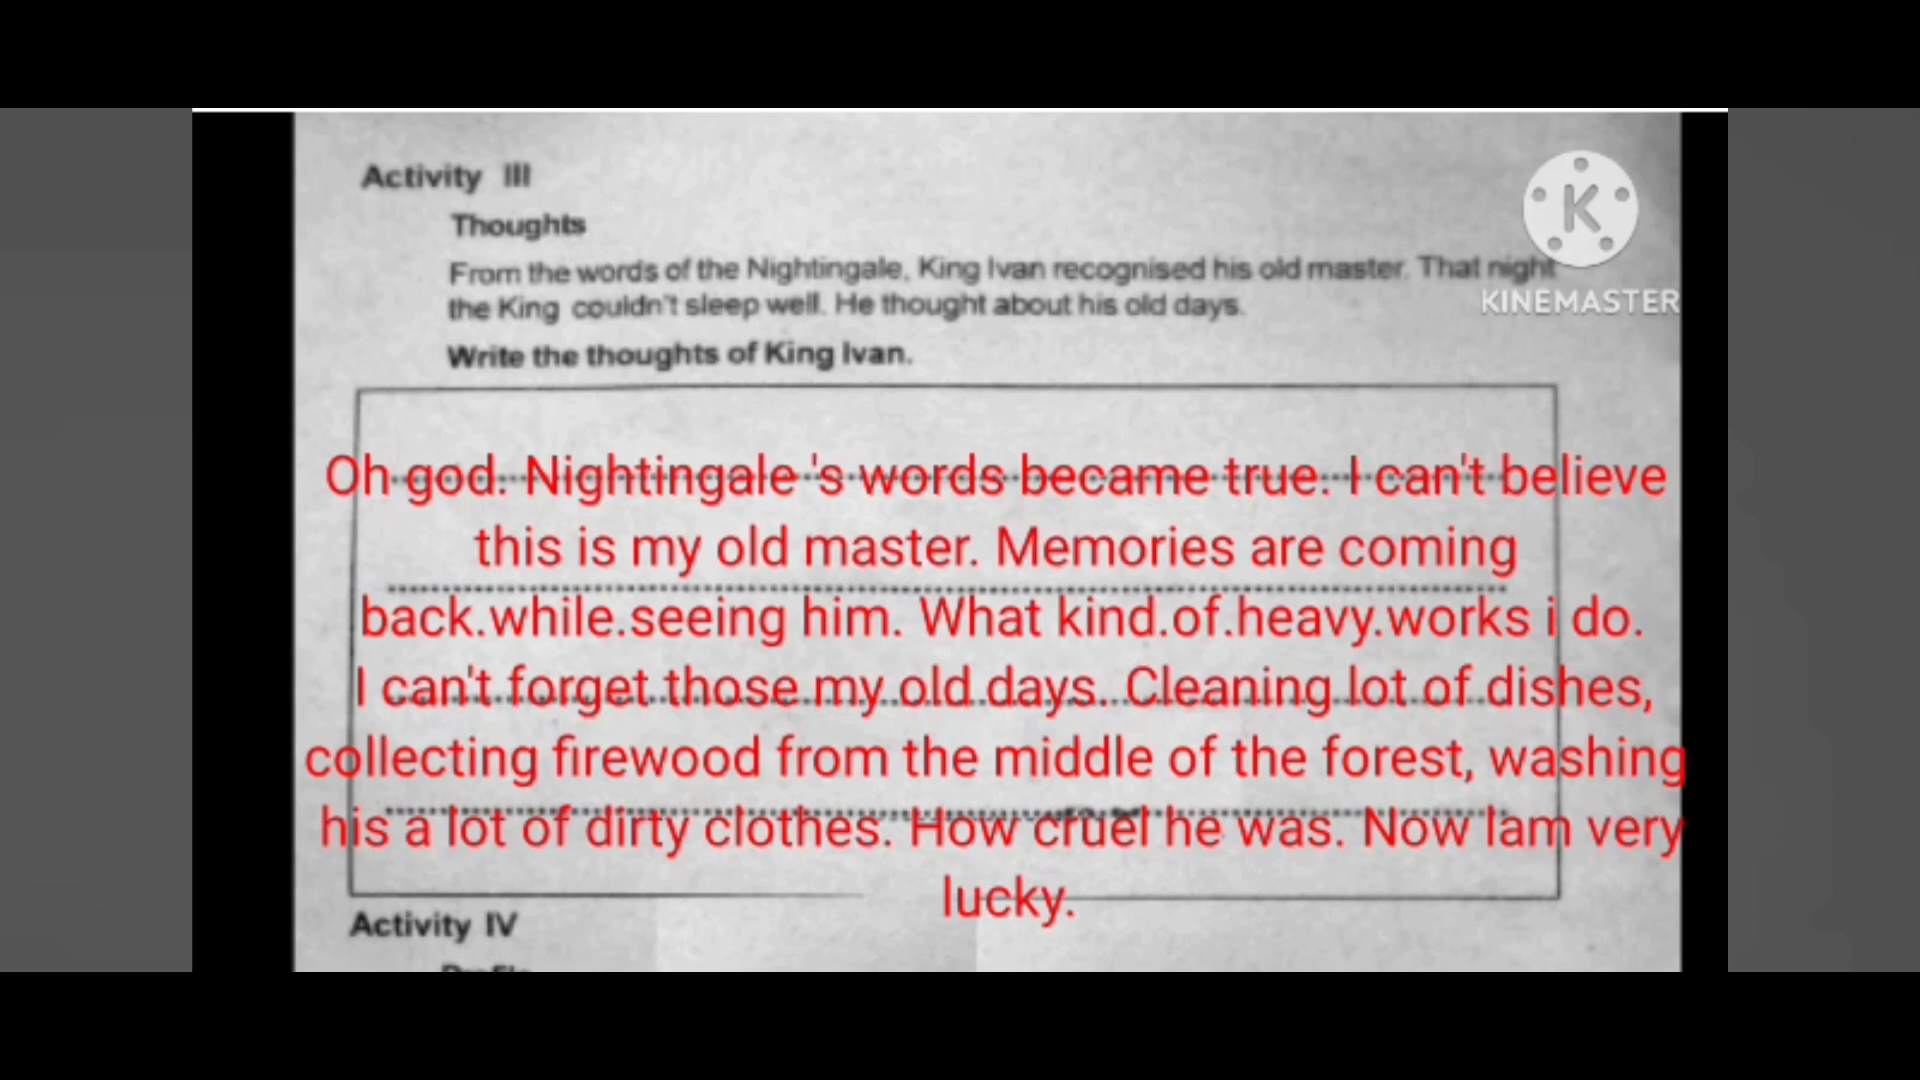 Activity III
Thoughts
From the words of the Nightingale, King Ivan recognised his old master. That night
the King couldn't sleep well. He thought about his old days.
Write the thoughts of King Ivan.
K
KINEMASTER
Oh god. Nightingale 's words became true. I can't believe
this is my old master. Memories are coming
back.while.seeing him. What kind.of.heavy.works i do.
I can't forget those my old days. Cleaning lot of dishes,
collecting firewood from the middle of the forest, washing
his a lot of dirty clothes. How cruel he was. Now Iam very
lucky.
Activity IV